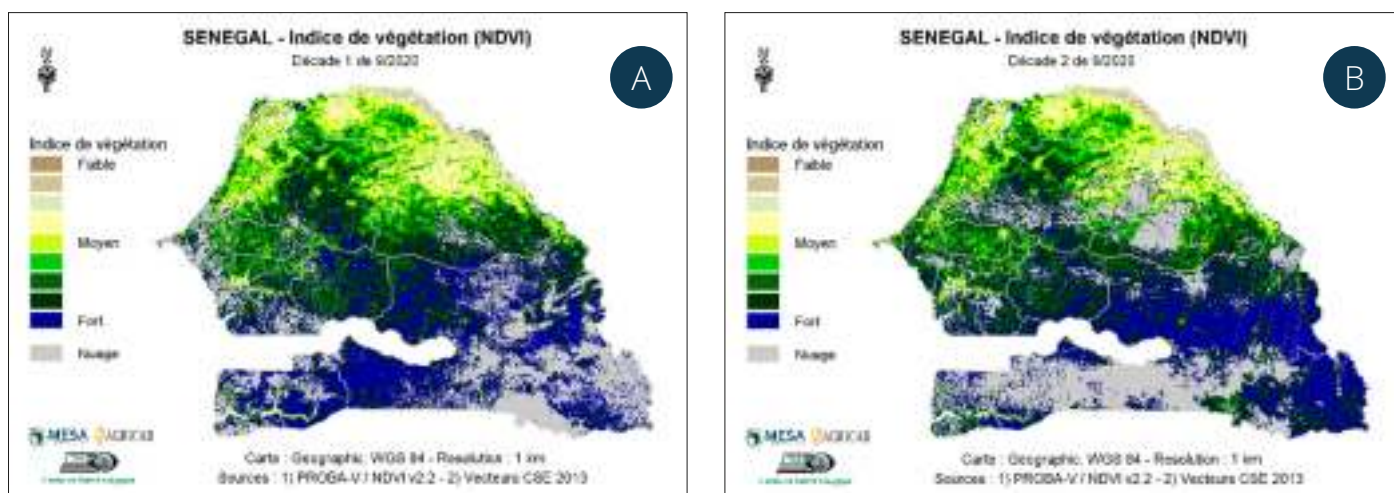 SENEGAL - Indice de végétation (NDVI)
Décade 1 de 9/2020
A
N
Indice de végétation
Faible
Moyen
Fort
Nuage
MESA AGRICAB
Carte : Geographic, WGS 84 - Resolution : 1 km
Sources : 1) PROBA-V / NDVI v2.2 - 2) Vecteurs CSE 2013
SENEGAL - Indice de végétation (NDVI)
Décade 2 de 9/2020
B
N
Indice de végétation
Faible
Moyen
Fort
Nuage
MESA AGRICAB
Carte : Geographic, WGS 84 - Resolution : 1 km
Sources : 1) PROBA-V / NDVI v2.2 - 2) Vecteurs CSE 2013